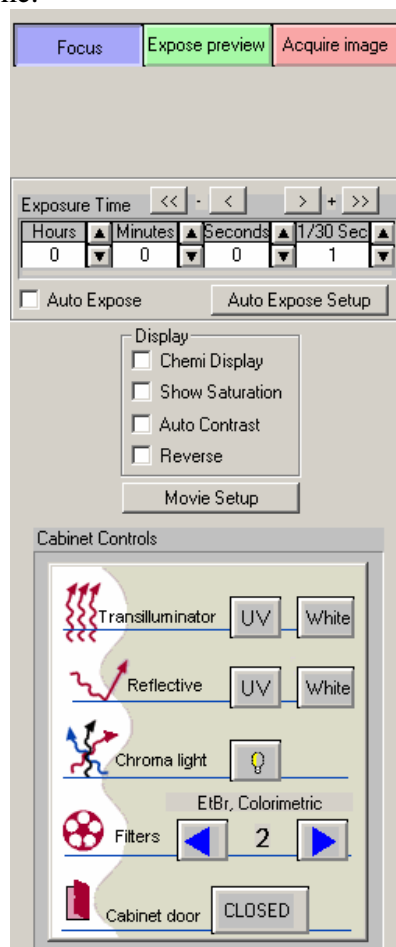 Focus Expose preview Acquire image
Exposure Time << - < > + >>
Hours Minutes Seconds 1/30 Sec
0 0 0 1
Auto Expose Auto Expose Setup
Display
Chemi Display
Show Saturation
Auto Contrast
Reverse
Movie Setup
Cabinet Controls
Transilluminator UV White
Reflective UV White
Chroma light
EtBr, Colorimetric
Filters 2
Cabinet door CLOSED